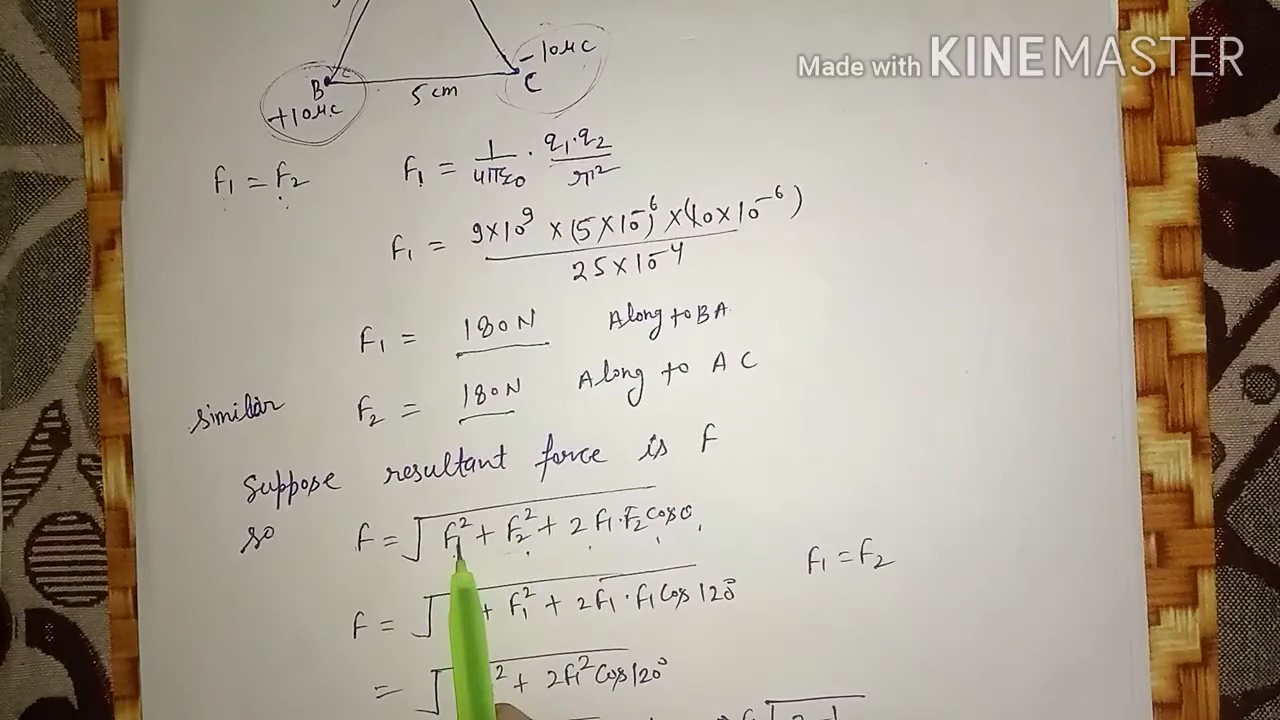 Made with KINEMASTER
-10μC
B
5 cm
C
+10μC
F₁ = F₂
F₁ = 1/4πε₀ · q₁·q₂/r²
F₁ = 9×10⁹ × (5×10⁻⁶) × (10×10⁻⁶) / 25×10⁻⁴
F₁ = 180N Along to BA
similar F₂ = 180N Along to AC
Suppose resultant force is F
so F = √F₁² + F₂² + 2F₁·F₂ cosθ
F = √ + F₁² + 2F₁·F₁ Cos 120° F₁ = F₂
= √ ² + 2F₁² Cos 120°